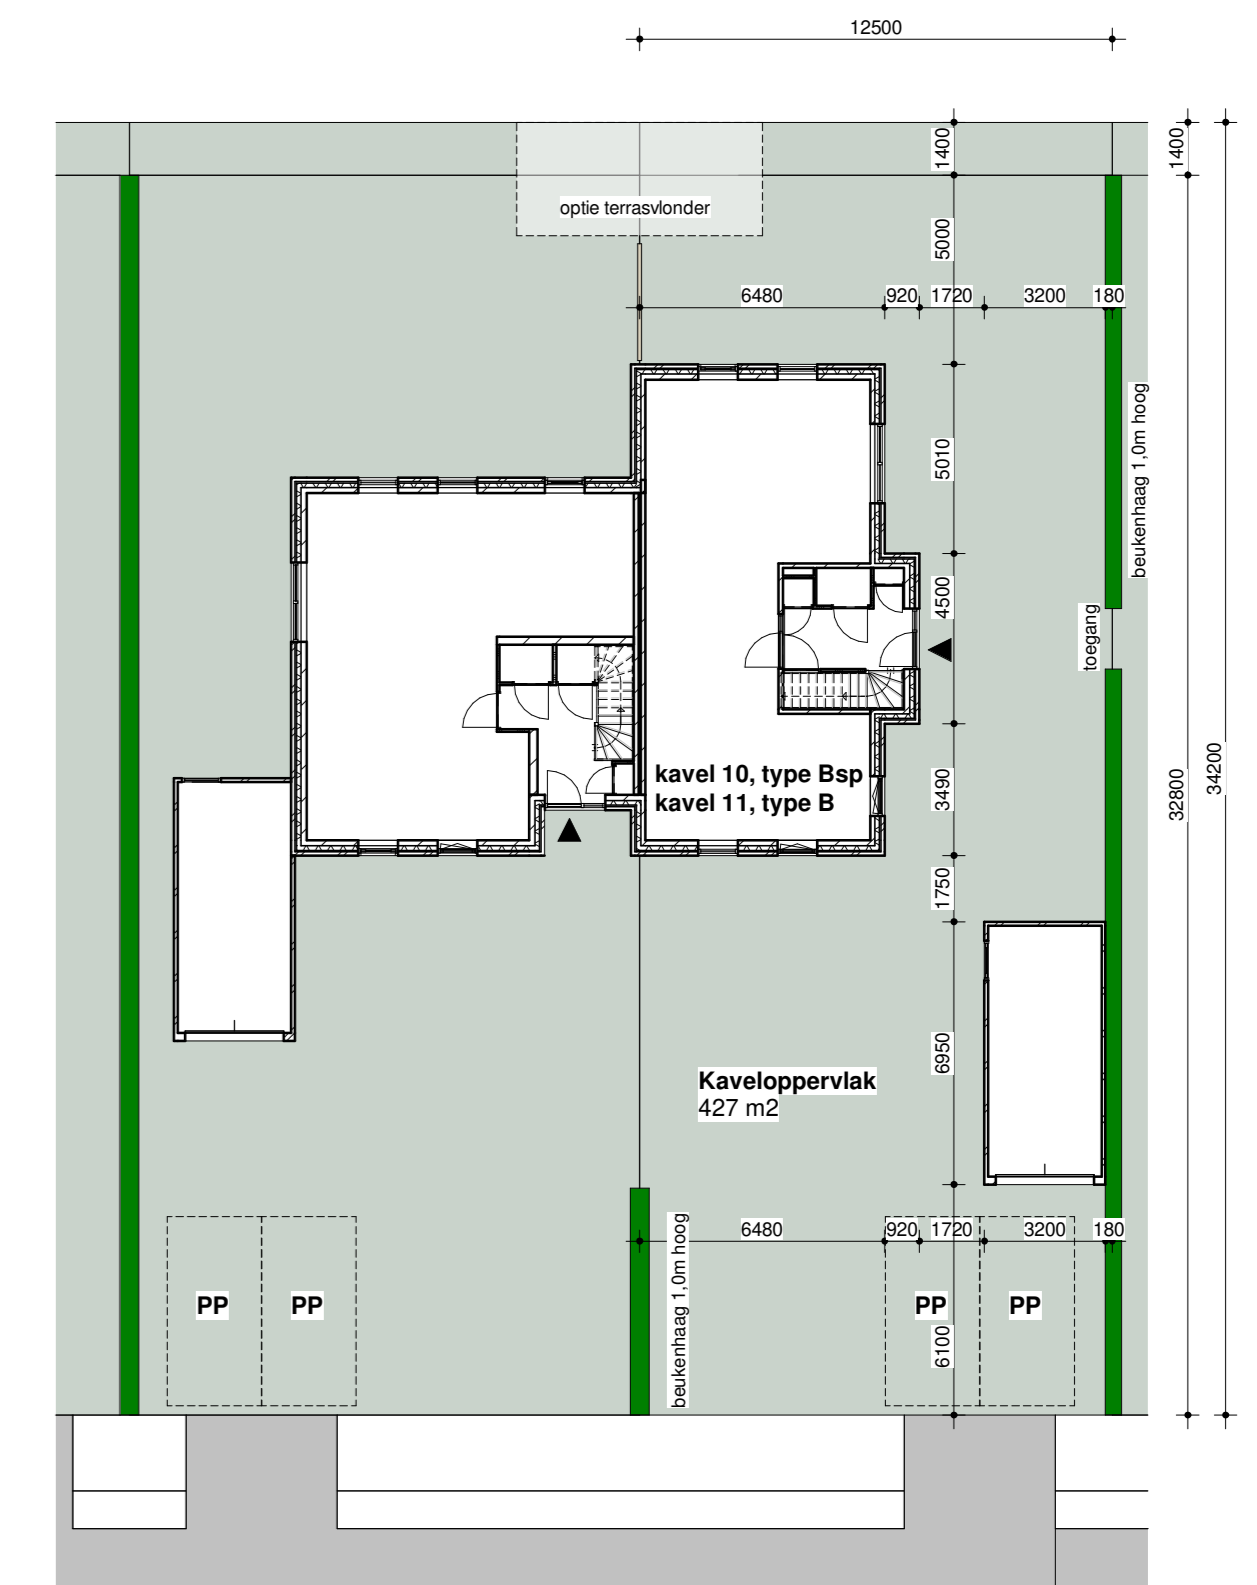 12500
1400
1400
optie terrasvlonder
5000
6480
920
1720
3200
180
beukenhaag 1,0m hoog
5010
4500
toegang
kavel 10, type Bsp
kavel 11, type B
3490
34200
32800
1750
6950
Kaveloppervlak
427 m2
beukenhaag 1,0m hoog
6480
920
1720
3200
180
PP
PP
PP
PP
6100